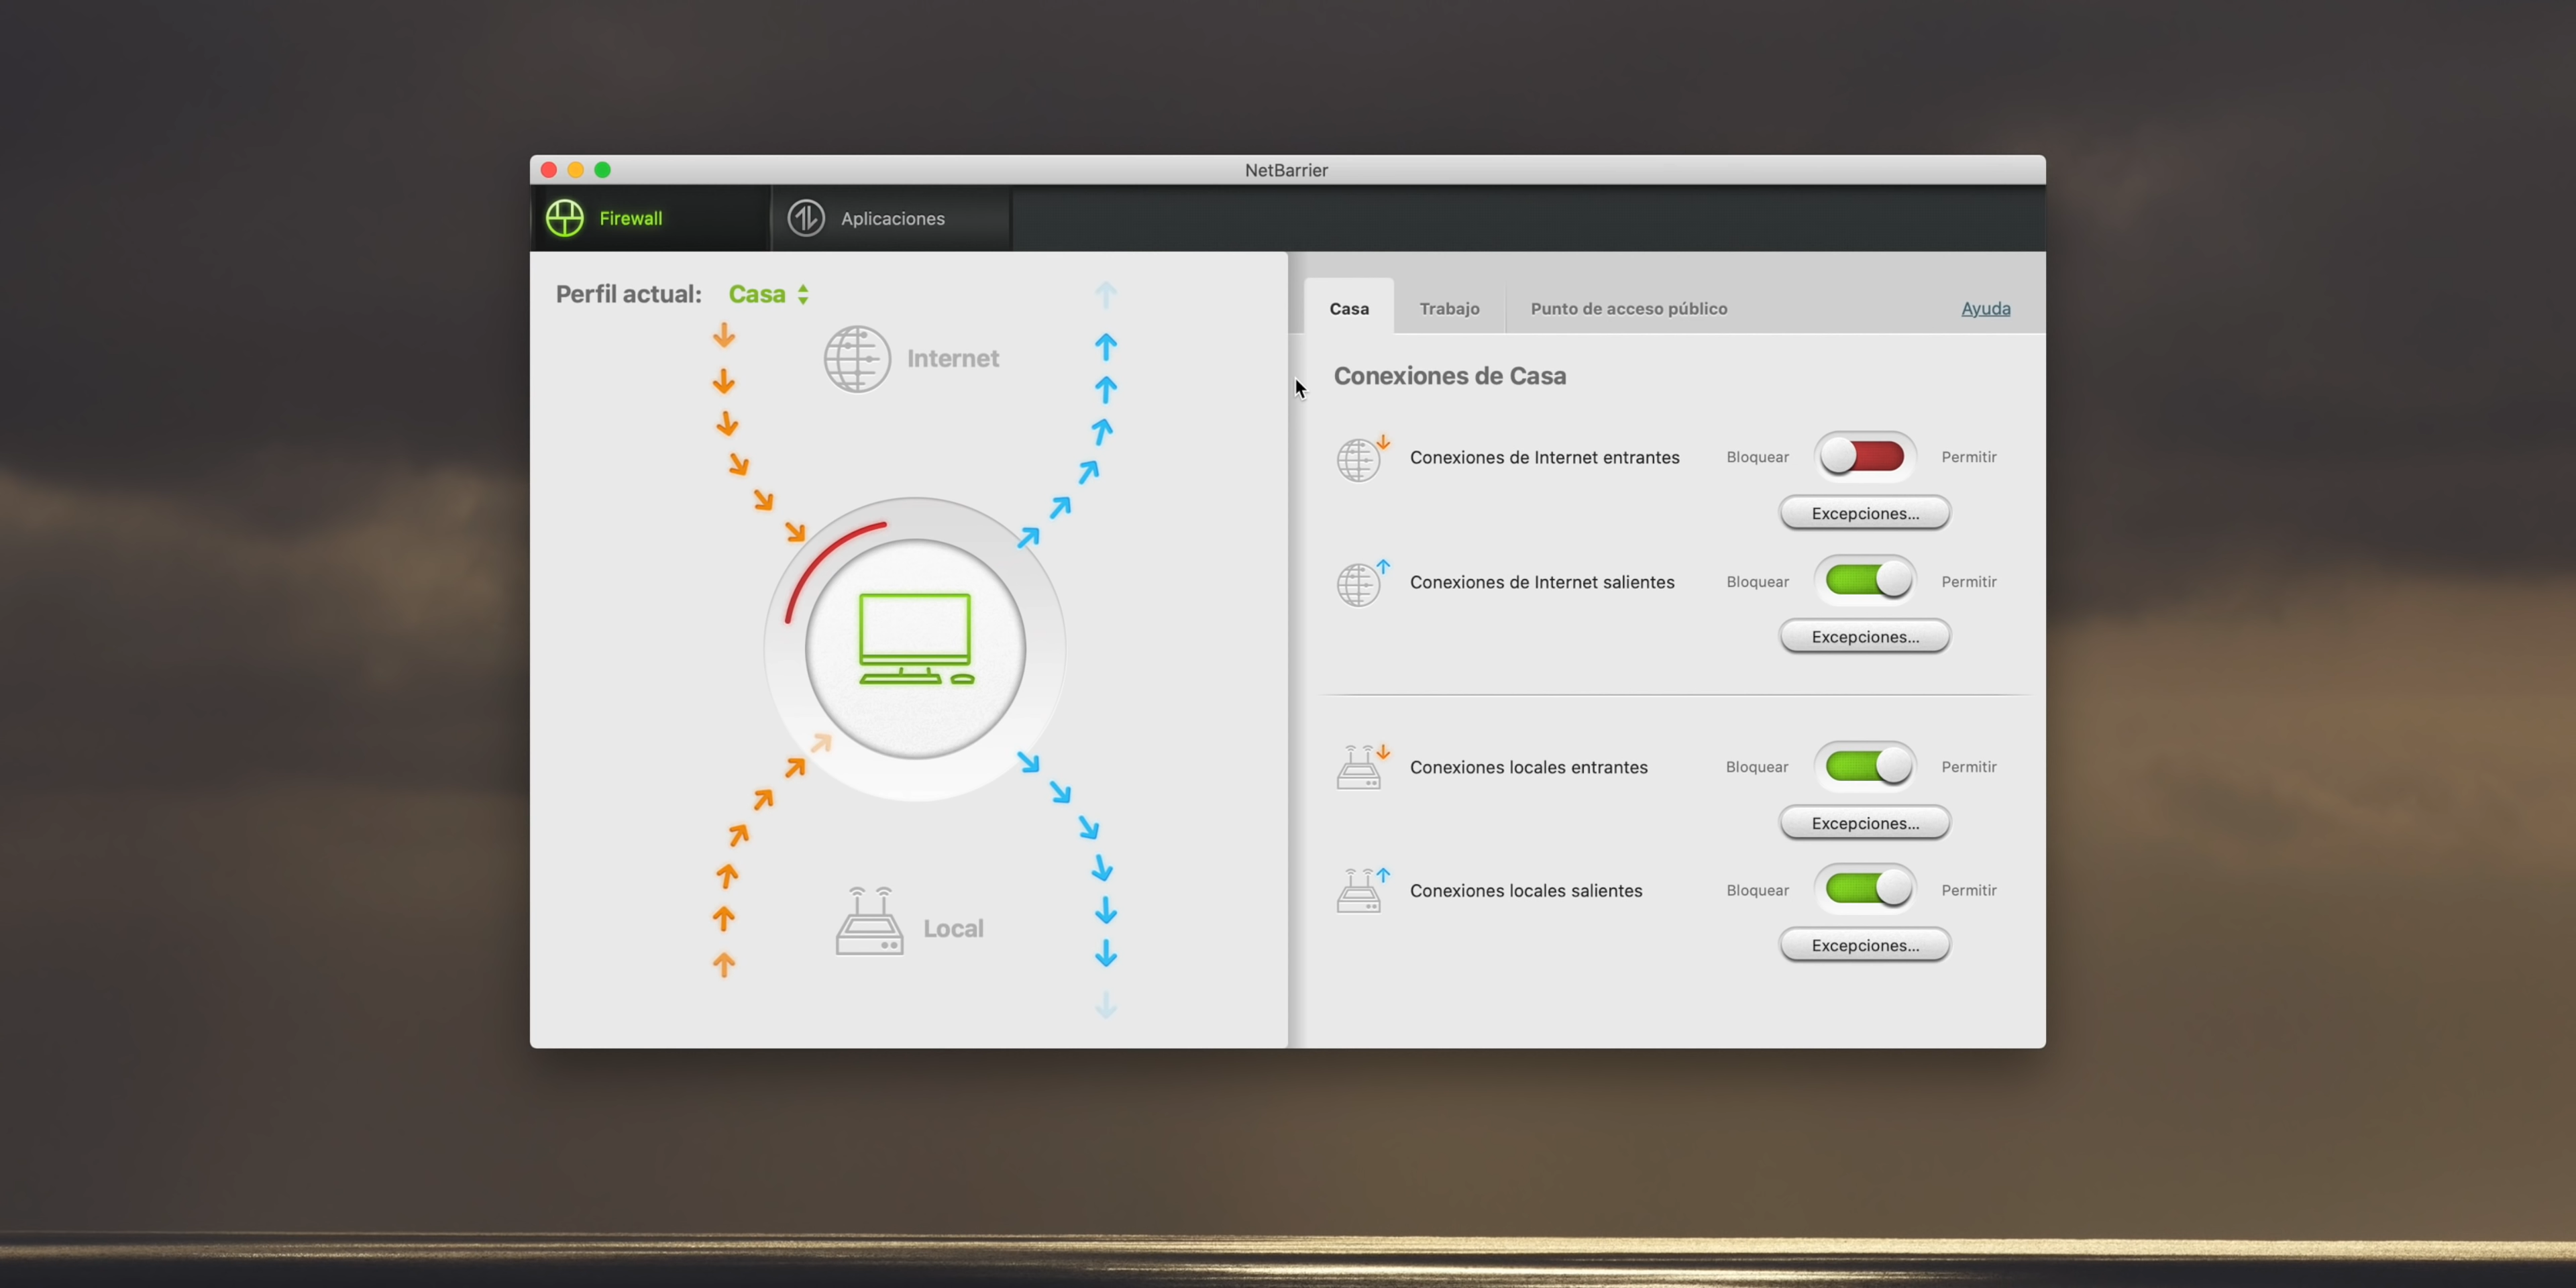 NetBarrier
Firewall
Aplicaciones
Perfil actual: Casa
Internet
Local
Casa
Trabajo
Punto de acceso público
Ayuda
Conexiones de Casa
Conexiones de Internet entrantes
Bloquear
Permitir
Excepciones...
Conexiones de Internet salientes
Bloquear
Permitir
Excepciones...
Conexiones locales entrantes
Bloquear
Permitir
Excepciones...
Conexiones locales salientes
Bloquear
Permitir
Excepciones...